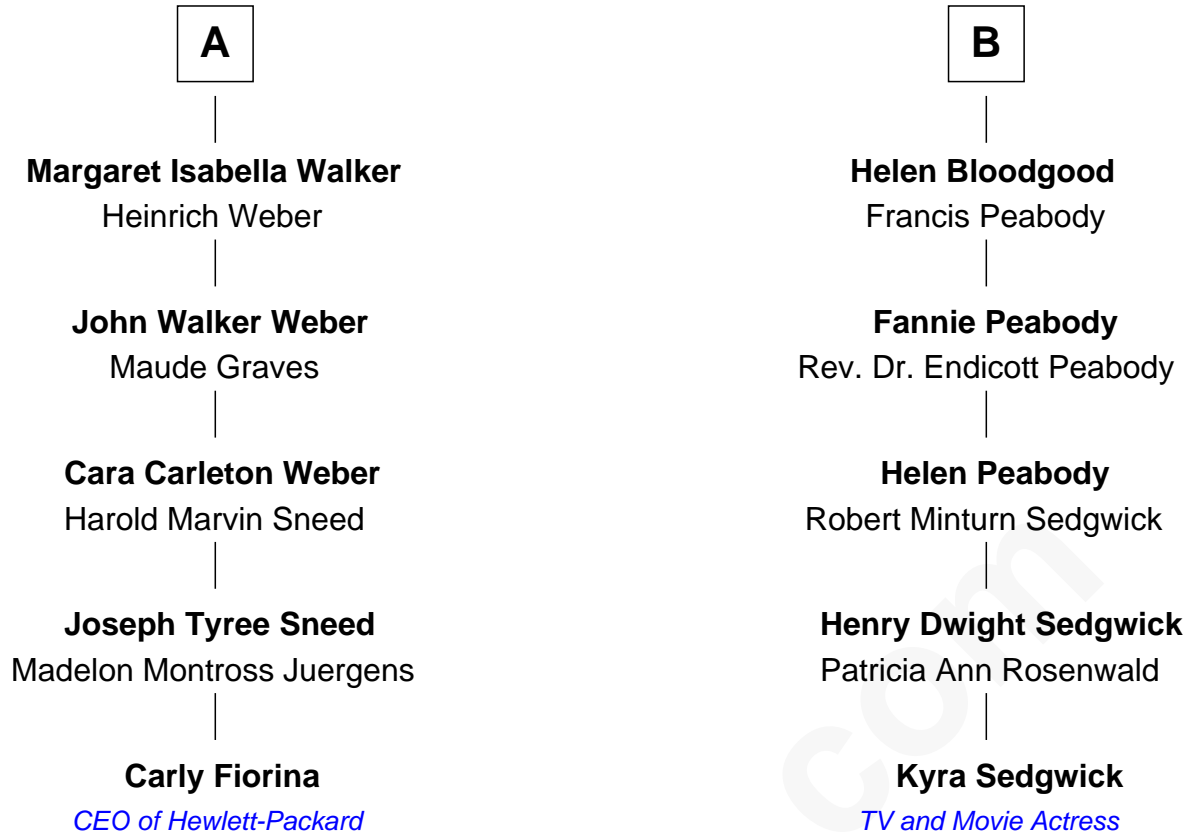 A
Margaret Isabella Walker
Heinrich Weber
John Walker Weber
Maude Graves
Cara Carleton Weber
Harold Marvin Sneed
Joseph Tyree Sneed
Madelon Montross Juergens
Carly Fiorina
CEO of Hewlett-Packard
B
Helen Bloodgood
Francis Peabody
Fannie Peabody
Rev. Dr. Endicott Peabody
Helen Peabody
Robert Minturn Sedgwick
Henry Dwight Sedgwick
Patricia Ann Rosenwald
Kyra Sedgwick
TV and Movie Actress
com